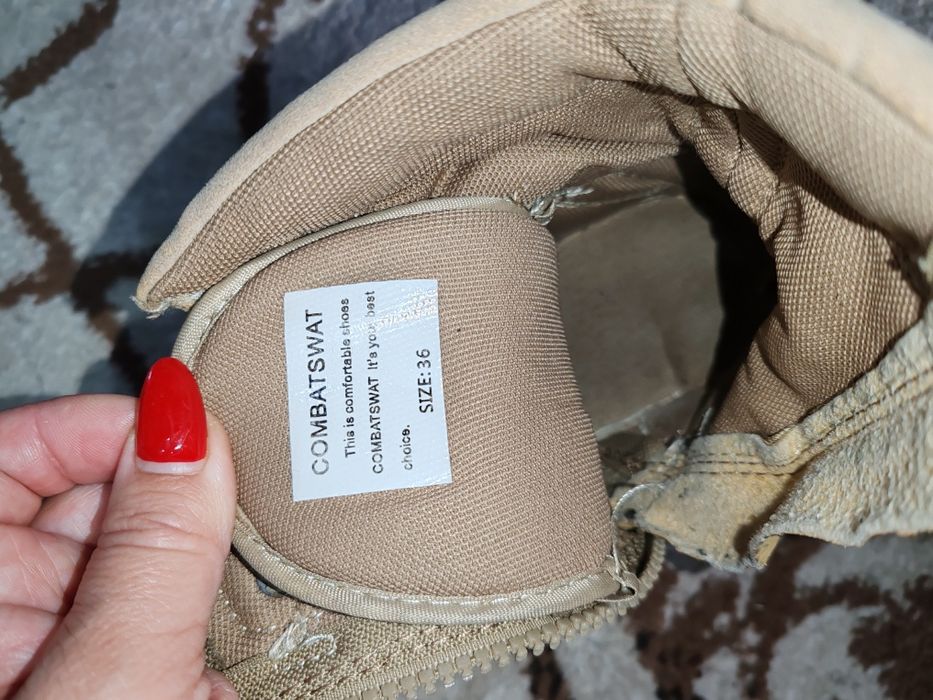 COMBATSWAT
This is comfortable shoes
COMBATSWAT It's your best
choice.
SIZE: 36